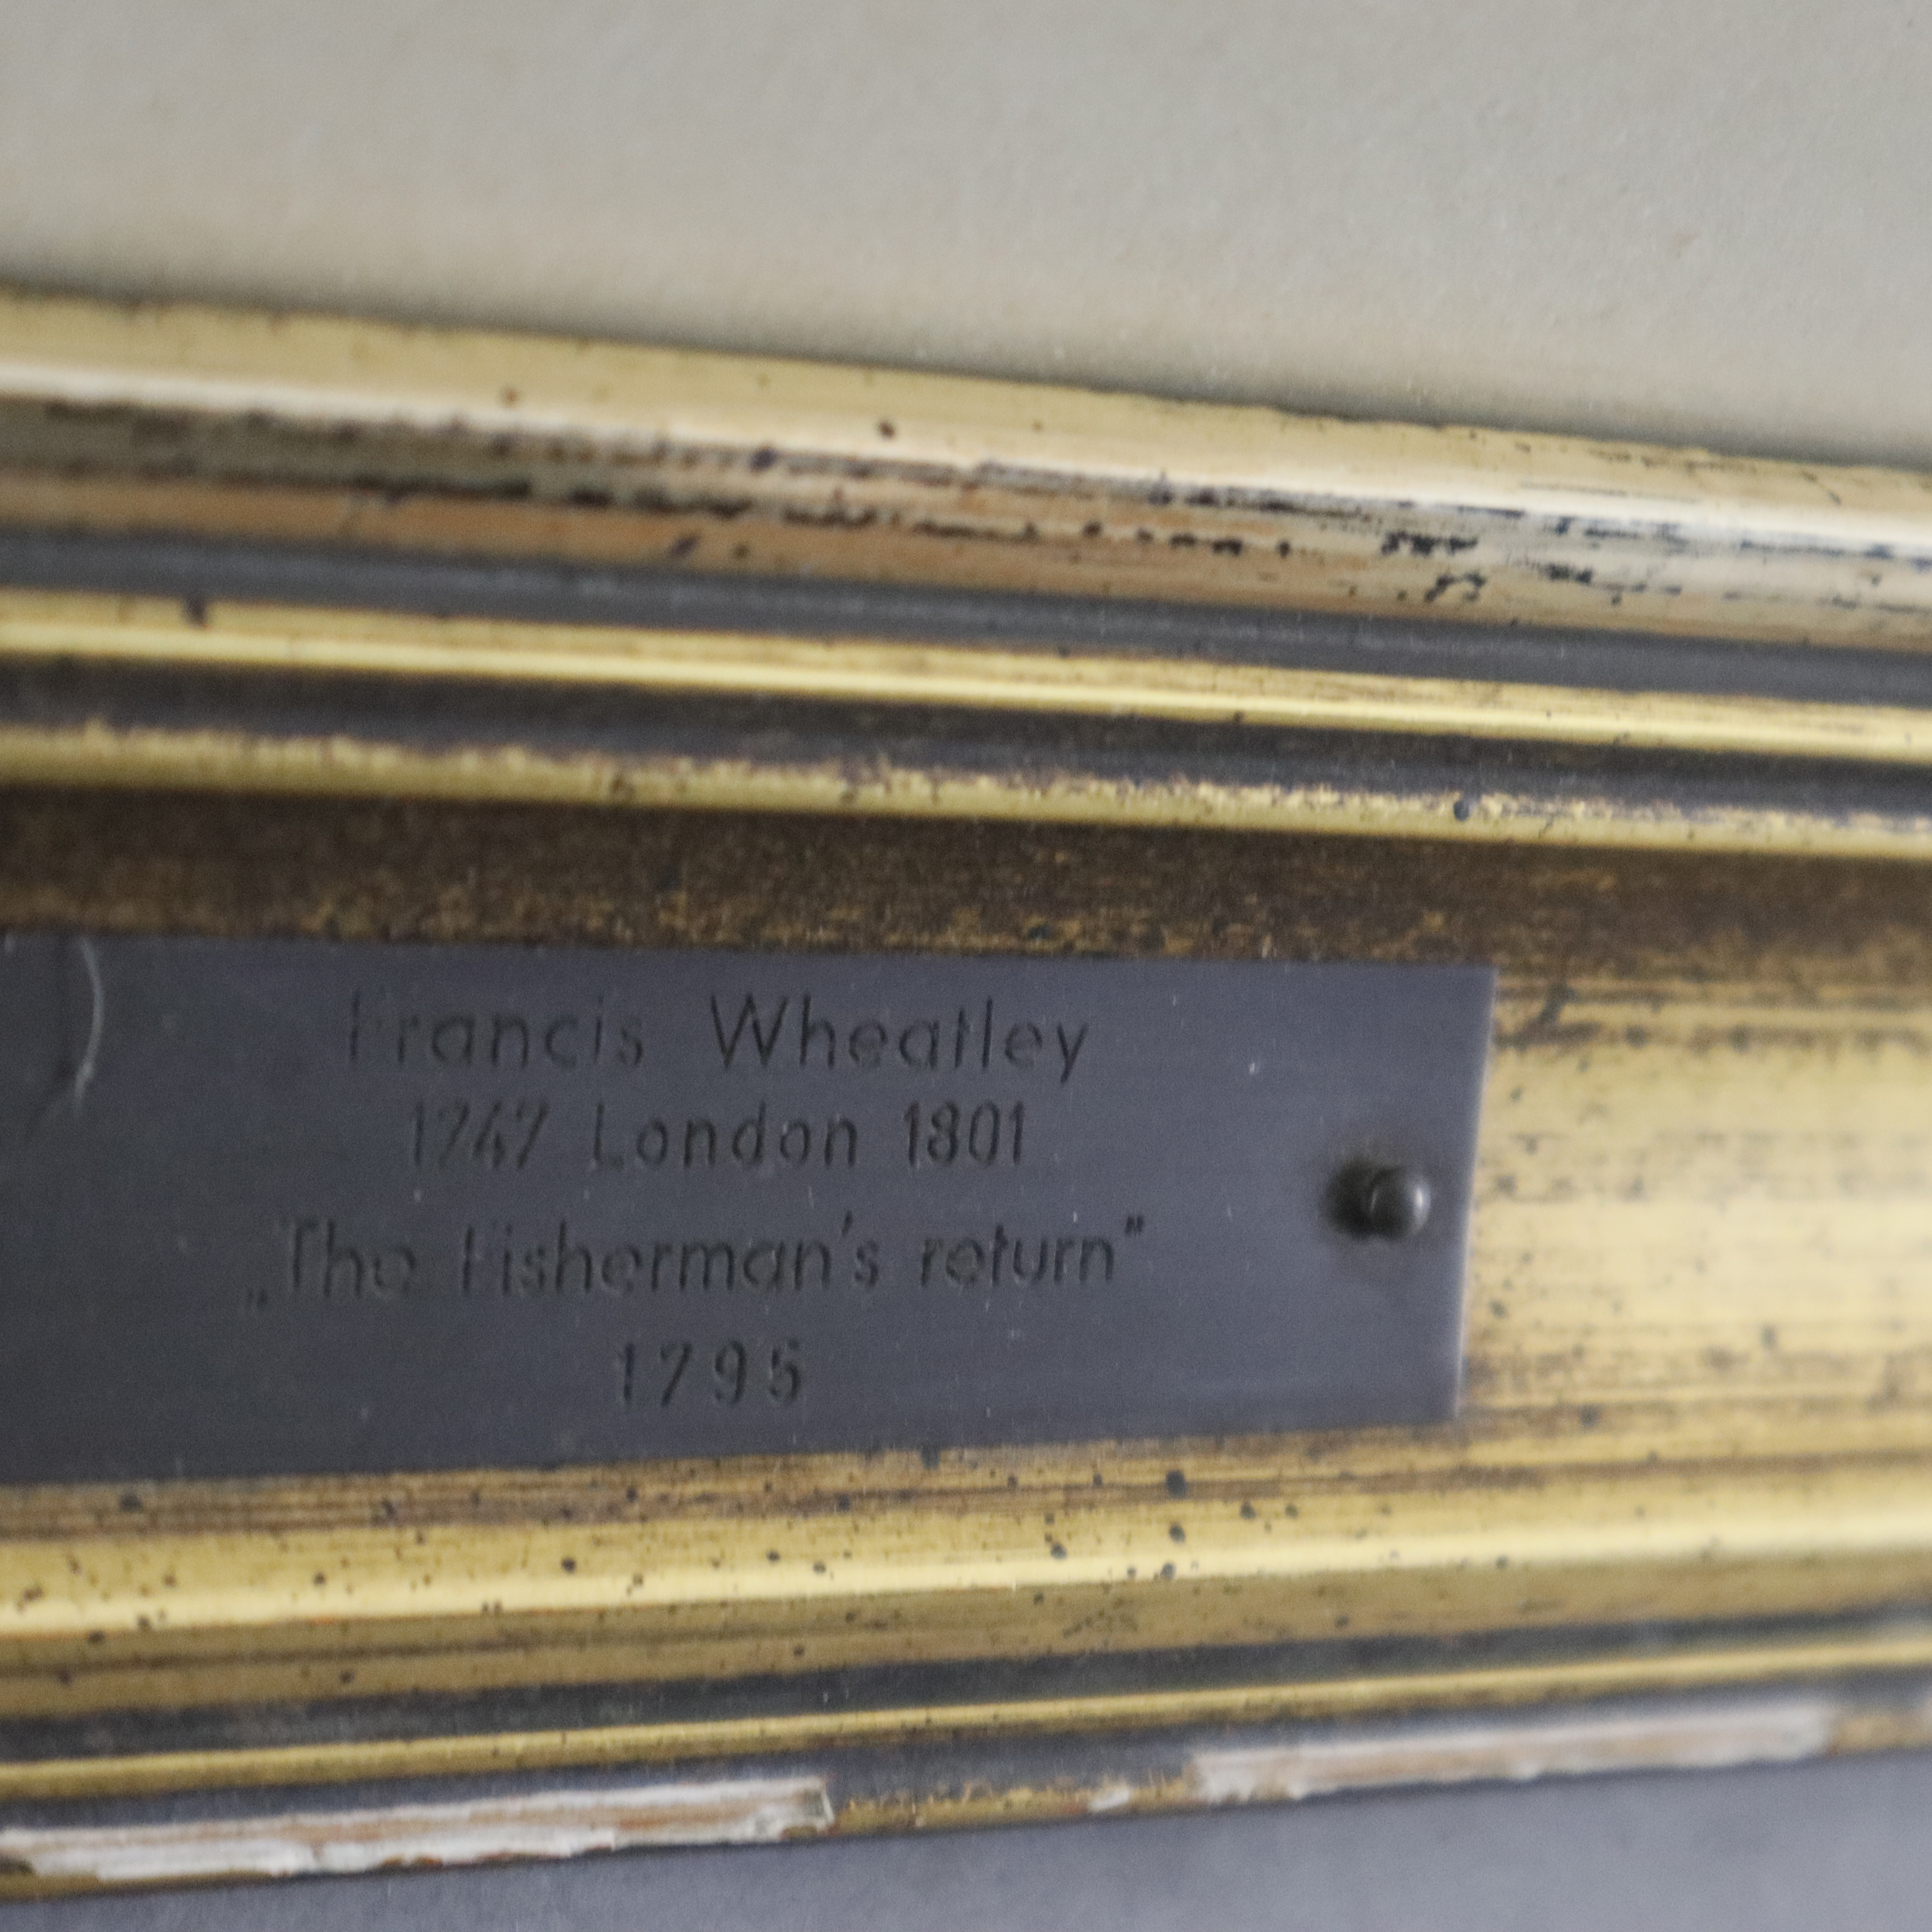 Francis Wheatley
1747 London 1801
„The Fisherman's return"
1795